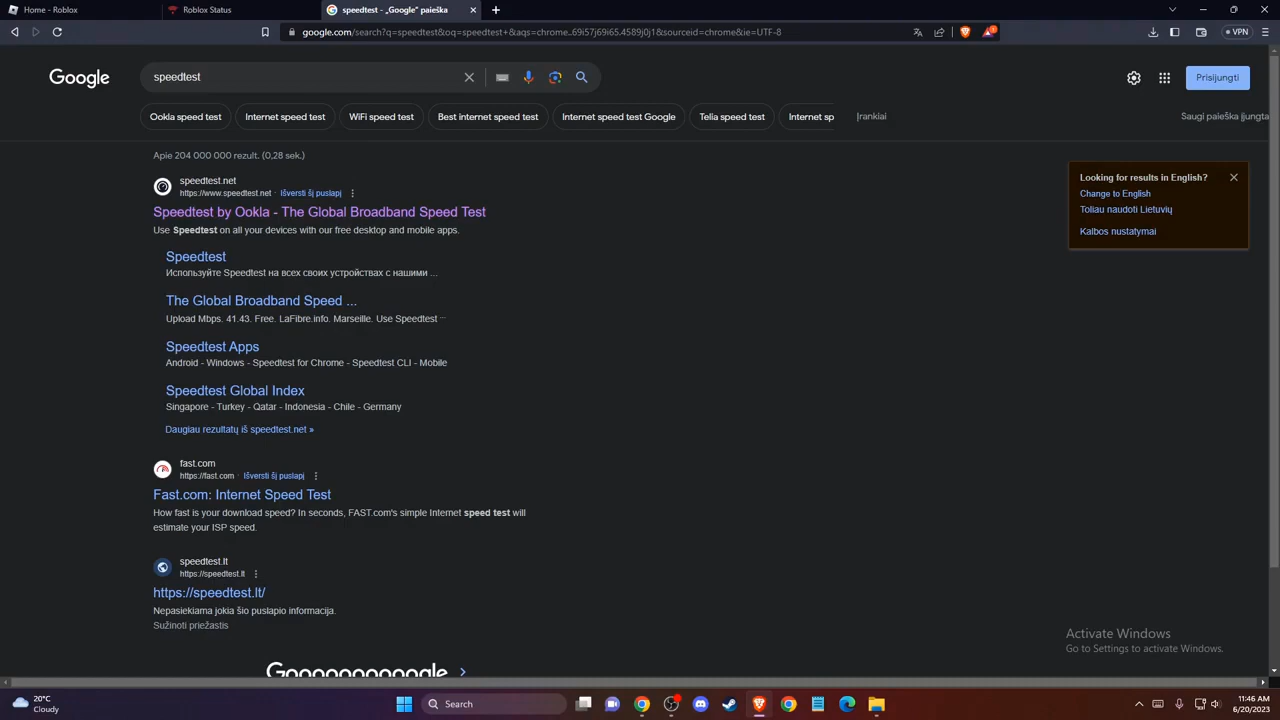 Home - Roblox
Roblox Status
speedtest - „Google“ paieška
google.com/search?q=speedtest&oq=speedtest+&aqs=chrome..69i57j69i65.4589j0j1&sourceid=chrome&ie=UTF-8
VPN
Google
speedtest
Prisijungti
Ookla speed test
Internet speed test
WiFi speed test
Best internet speed test
Internet speed test Google
Telia speed test
Internet sp
Įrankiai
Saugi paieška įjungta
Apie 204 000 000 rezult. (0,28 sek.)
speedtest.net
https://www.speedtest.net · Išversti šį puslapį
Speedtest by Ookla - The Global Broadband Speed Test
Use Speedtest on all your devices with our free desktop and mobile apps.
Speedtest
Используйте Speedtest на всех своих устройствах с нашими ...
The Global Broadband Speed ...
Upload Mbps. 41.43. Free. LaFibre.info. Marseille. Use Speedtest ...
Speedtest Apps
Android - Windows - Speedtest for Chrome - Speedtest CLI - Mobile
Speedtest Global Index
Singapore - Turkey - Qatar - Indonesia - Chile - Germany
Daugiau rezultatų iš speedtest.net »
Looking for results in English?
Change to English
Toliau naudoti Lietuvių
Kalbos nustatymai
fast.com
https://fast.com · Išversti šį puslapį
Fast.com: Internet Speed Test
How fast is your download speed? In seconds, FAST.com's simple Internet speed test will
estimate your ISP speed.
speedtest.lt
https://speedtest.lt
https://speedtest.lt/
Nepasiekiama jokia šio puslapio informacija.
Sužinoti priežastis
Goooooooooogle
Activate Windows
Go to Settings to activate Windows.
20°C
Cloudy
Search
11:46 AM
6/20/2023